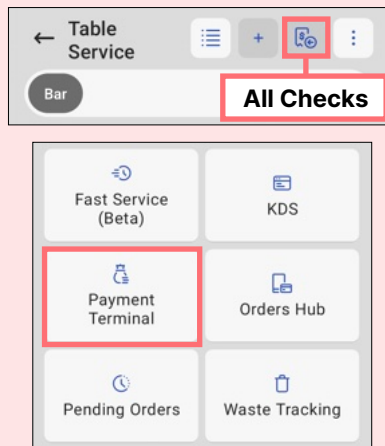 Table
Service
Bar
All Checks
Fast Service
(Beta)
KDS
Payment
Terminal
Orders Hub
Pending Orders
Waste Tracking